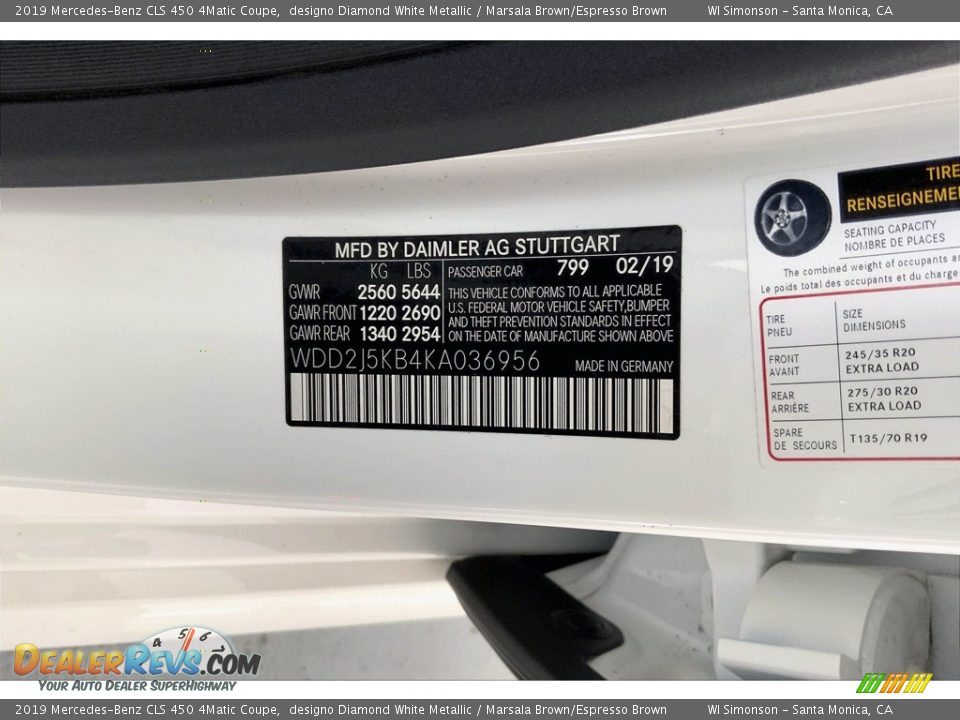 2019 Mercedes-Benz CLS 450 4Matic Coupe, designo Diamond White Metallic / Marsala Brown/Espresso Brown WI Simonson - Santa Monica, CA
MFD BY DAIMLER AG STUTTGART
KG LBS PASSENGER CAR 799 02/19
GVWR 2560 5644
GAWR FRONT 1220 2690
GAWR REAR 1340 2954
THIS VEHICLE CONFORMS TO ALL APPLICABLE
U.S. FEDERAL MOTOR VEHICLE SAFETY,BUMPER
AND THEFT PREVENTION STANDARDS IN EFFECT
ON THE DATE OF MANUFACTURE SHOWN ABOVE
WDD2J5KB4KA036956 MADE IN GERMANY
TIRE
RENSEIGNEME
SEATING CAPACITY
NOMBRE DE PLACES
The combined weight of occupants a
Le poids total des occupants et du charge
TIRE
PNEU
SIZE
DIMENSIONS
FRONT
AVANT
245/35 R20
EXTRA LOAD
REAR
ARRIÈRE
275/30 R20
EXTRA LOAD
SPARE
DE SECOURS
T135/70 R19
4 5 6
DEALERREVS.COM
YOUR AUTO DEALER SUPERHIGHWAY
2019 Mercedes-Benz CLS 450 4Matic Coupe, designo Diamond White Metallic / Marsala Brown/Espresso Brown WI Simonson - Santa Monica, CA